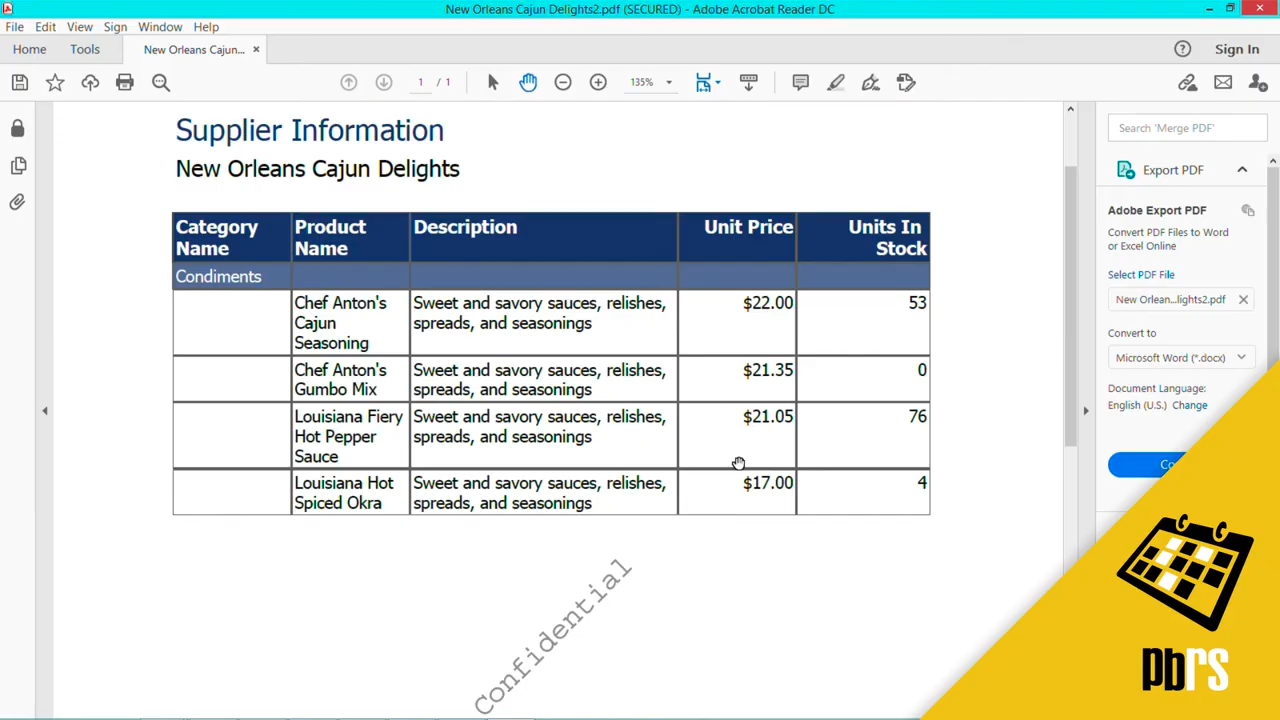 New Orleans Cajun Delights2.pdf (SECURED) - Adobe Acrobat Reader DC
File Edit View Sign Window Help
Home Tools New Orleans Cajun... × Sign In
1 / 1 135%
Supplier Information
New Orleans Cajun Delights
Category Name Product Name Description Unit Price Units In Stock
Condiments
Chef Anton's Cajun Seasoning Sweet and savory sauces, relishes, spreads, and seasonings $22.00 53
Chef Anton's Gumbo Mix Sweet and savory sauces, relishes, spreads, and seasonings $21.35 0
Louisiana Fiery Hot Pepper Sauce Sweet and savory sauces, relishes, spreads, and seasonings $21.05 76
Louisiana Hot Spiced Okra Sweet and savory sauces, relishes, spreads, and seasonings $17.00 4
Confidential
Search 'Merge PDF'
Export PDF
Adobe Export PDF
Convert PDF Files to Word
or Excel Online
Select PDF File
New Orlean...lights2.pdf
Convert to
Microsoft Word (*.docx)
Document Language:
English (U.S.) Change
pbrs